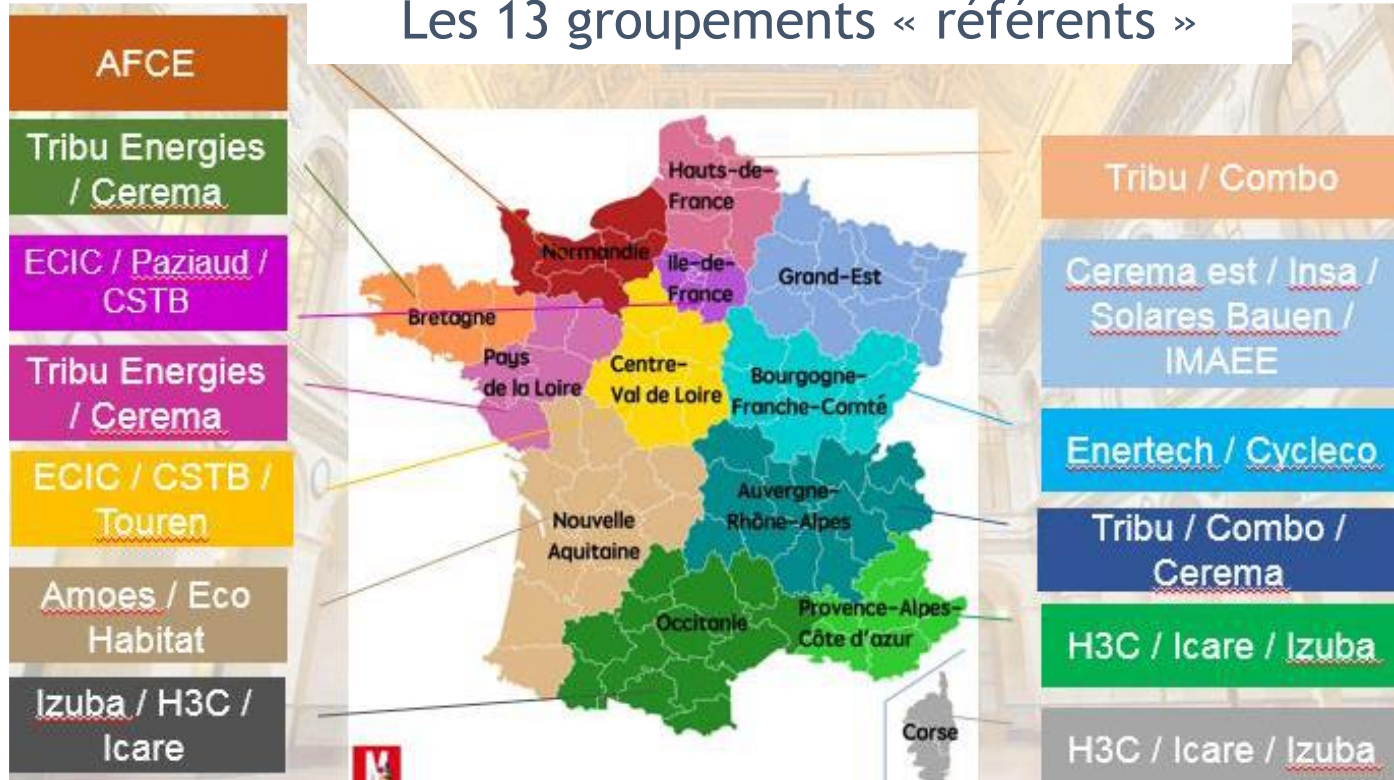 Les 13 groupements « référents »
AFCE
Tribu Energies
/ Cerema
ECIC / Paziaud /
CSTB
Tribu Energies
/ Cerema
ECIC / CSTB /
Touren
Amoes / Eco
Habitat
Izuba / H3C /
Icare
Hauts-de-
France
Normandie
Ile-de-
France
Grand-Est
Bretagne
Pays
de la Loire
Centre-
Val de Loire
Bourgogne-
Franche-Comté
Nouvelle
Aquitaine
Auvergne-
Rhône-Alpes
Occitanie
Provence-Alpes-
Côte d'azur
Corse
M
Tribu / Combo
Cerema est / Insa /
Solares Bauen /
IMAEE
Enertech / Cycleco
Tribu / Combo /
Cerema
H3C / Icare / Izuba
H3C / Icare / Izuba